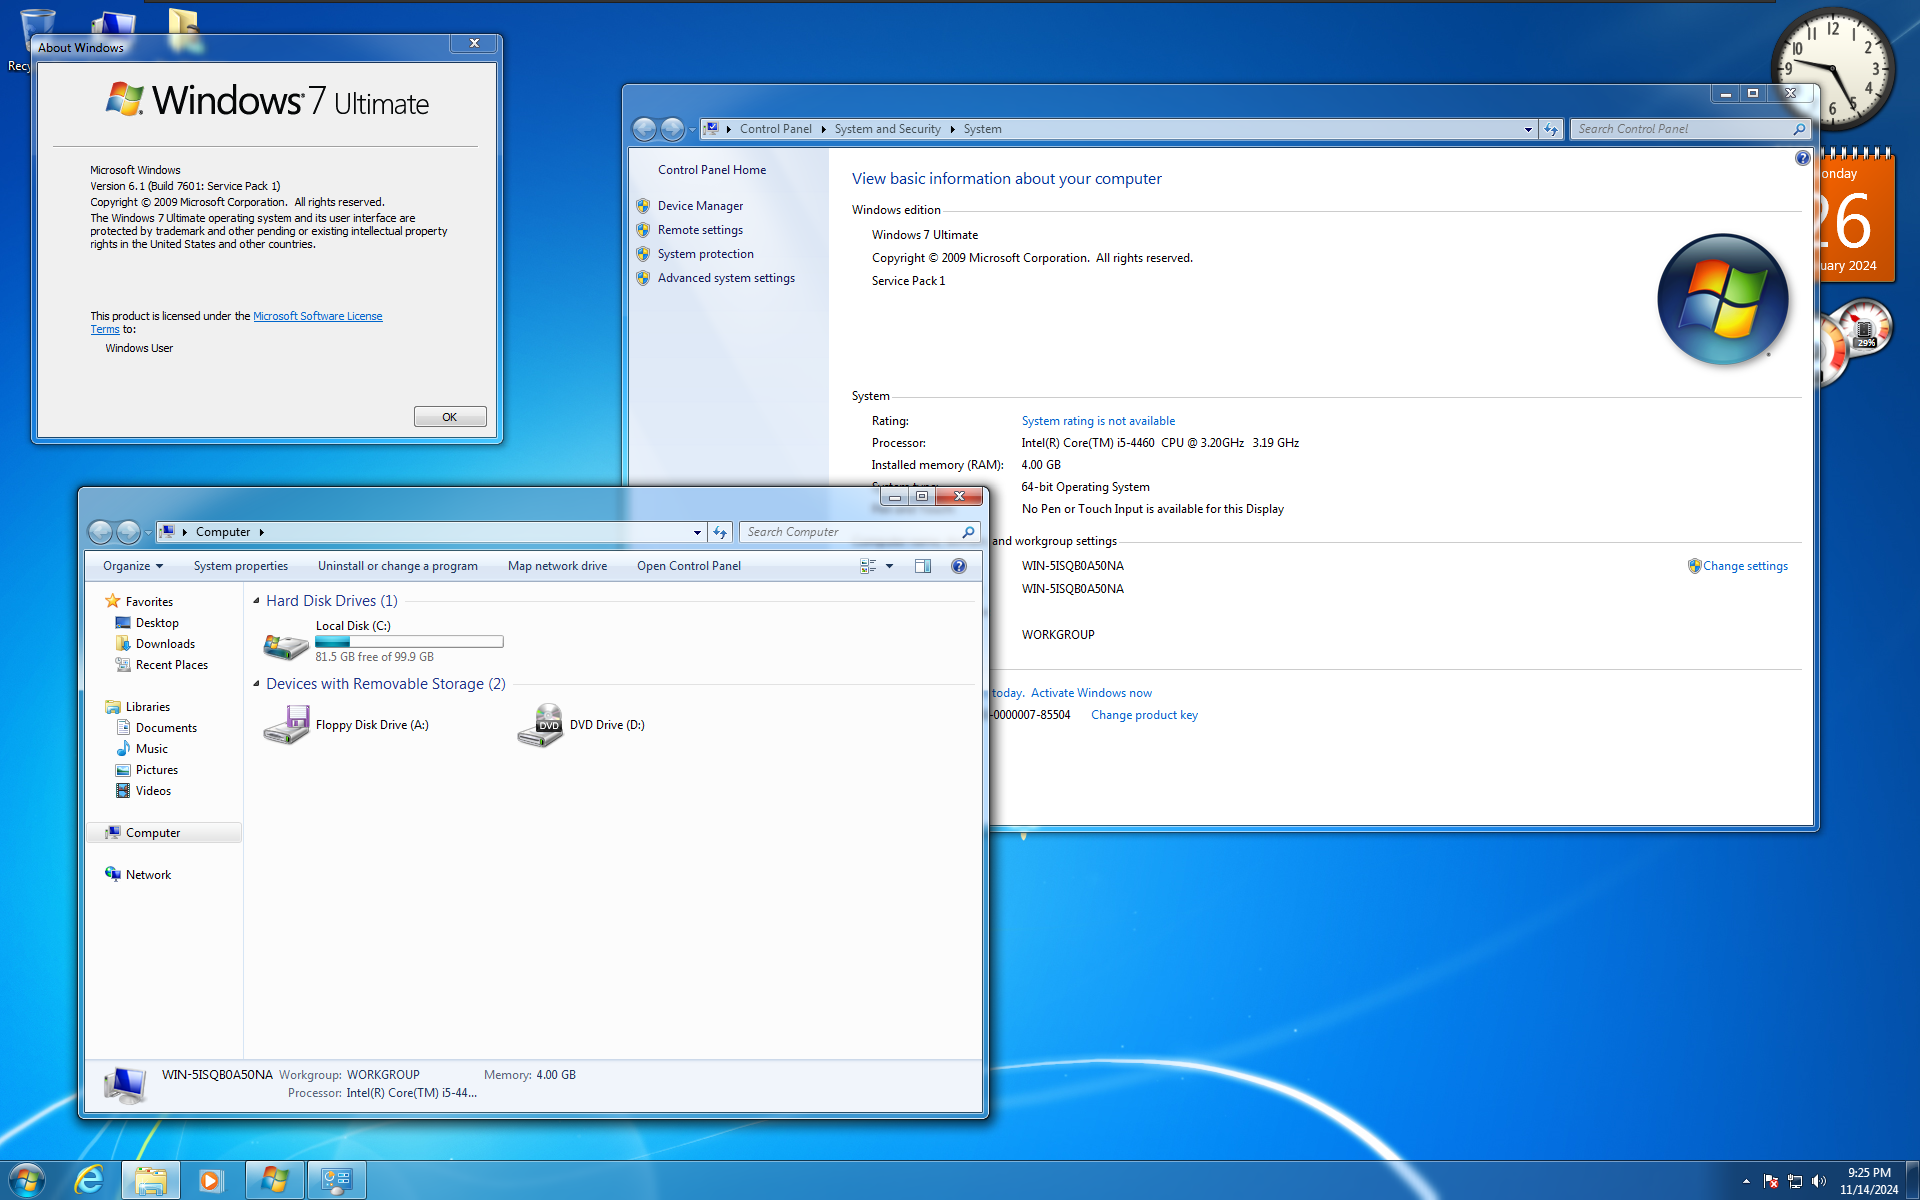 About Windows
Windows 7 Ultimate
Microsoft Windows
Version 6.1 (Build 7601: Service Pack 1)
Copyright © 2009 Microsoft Corporation.  All rights reserved.
The Windows 7 Ultimate operating system and its user interface are
protected by trademark and other pending or existing intellectual property
rights in the United States and other countries.
This product is licensed under the Microsoft Software License
Terms to:
Windows User
OK
Control Panel
System and Security
System
Search Control Panel
Control Panel Home
Device Manager
Remote settings
System protection
Advanced system settings
View basic information about your computer
Windows edition
Windows 7 Ultimate
Copyright © 2009 Microsoft Corporation.  All rights reserved.
Service Pack 1
System
Rating: System rating is not available
Processor: Intel(R) Core(TM) i5-4460  CPU @ 3.20GHz  3.19 GHz
Installed memory (RAM): 4.00 GB
64-bit Operating System
No Pen or Touch Input is available for this Display
and workgroup settings
WIN-5ISQB0A50NA
Change settings
WIN-5ISQB0A50NA
WORKGROUP
today.  Activate Windows now
-0000007-85504 Change product key
12
11
1
10
2
9
3
4
5
6
onday
26
uary 2024
29%
Computer
Search Computer
Organize
System properties
Uninstall or change a program
Map network drive
Open Control Panel
Favorites
Desktop
Downloads
Recent Places
Libraries
Documents
Music
Pictures
Videos
Computer
Network
Hard Disk Drives (1)
Local Disk (C:)
81.5 GB free of 99.9 GB
Devices with Removable Storage (2)
Floppy Disk Drive (A:)
DVD
DVD Drive (D:)
WIN-5ISQB0A50NA Workgroup: WORKGROUP Memory: 4.00 GB
Processor: Intel(R) Core(TM) i5-44...
9:25 PM
11/14/2024